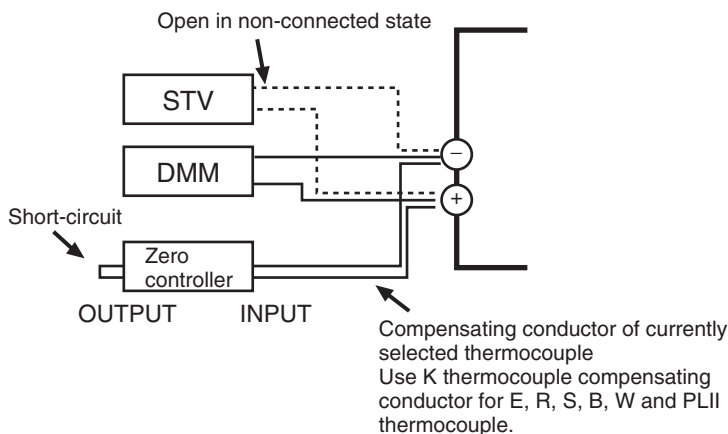 Open in non-connected state
STV
−
DMM
+
Short-circuit
Zero
controller
OUTPUT
INPUT
Compensating conductor of currently
selected thermocouple
Use K thermocouple compensating
conductor for E, R, S, B, W and PLII
thermocouple.